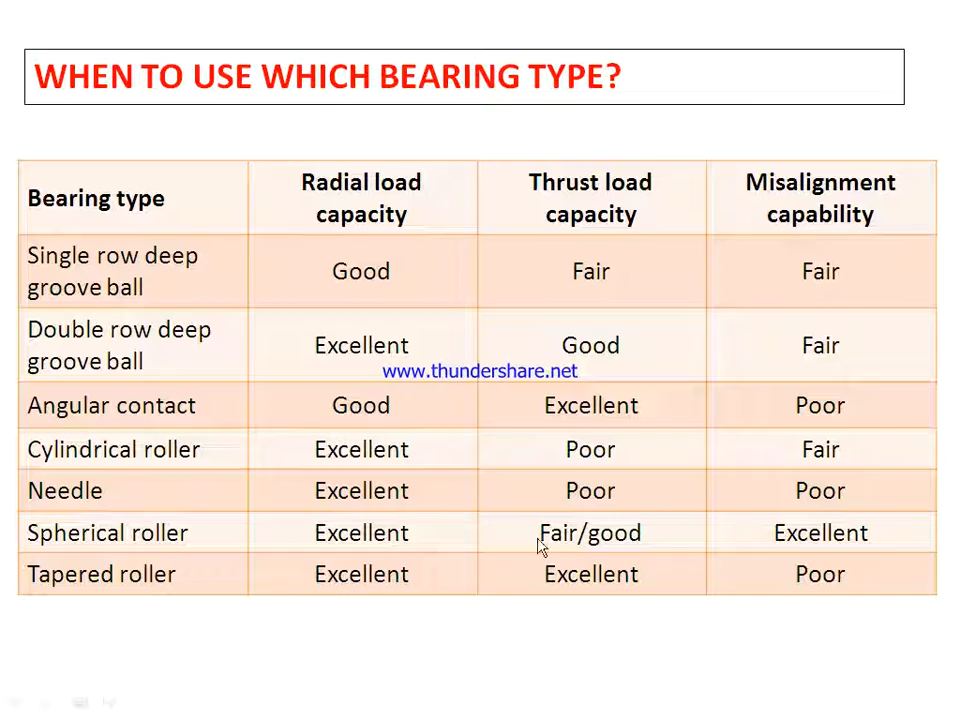 WHEN TO USE WHICH BEARING TYPE?
Bearing type
Radial load
capacity
Thrust load
capacity
Misalignment
capability
Single row deep
groove ball
Good
Fair
Fair
Double row deep
groove ball
Excellent
Good
Fair
www.thundershare.net
Angular contact
Good
Excellent
Poor
Cylindrical roller
Excellent
Poor
Fair
Needle
Excellent
Poor
Poor
Spherical roller
Excellent
Fair/good
Excellent
Tapered roller
Excellent
Excellent
Poor